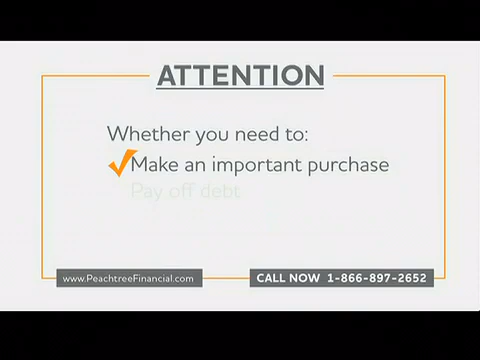 ATTENTION
Whether you need to:
Make an important purchase
Pay off debt
www.PeachtreeFinancial.com
CALL NOW 1-866-897-2652